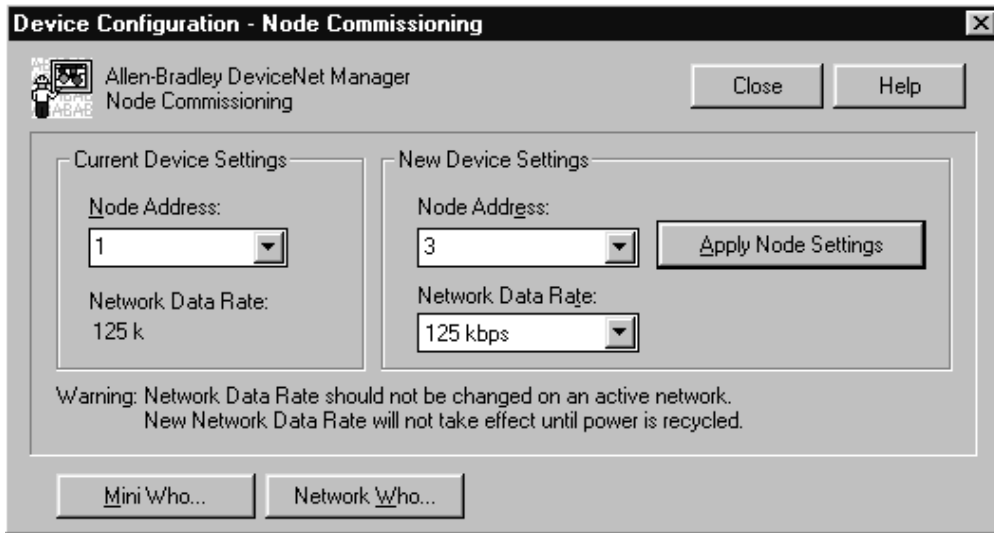 Device Configuration - Node Commissioning
Allen-Bradley DeviceNet Manager
Node Commissioning
Close
Help
Current Device Settings
Node Address:
1
Network Data Rate:
125 k
New Device Settings
Node Address:
3
Apply Node Settings
Network Data Rate:
125 kbps
Warning: Network Data Rate should not be changed on an active network.
New Network Data Rate will not take effect until power is recycled.
Mini Who...
Network Who...